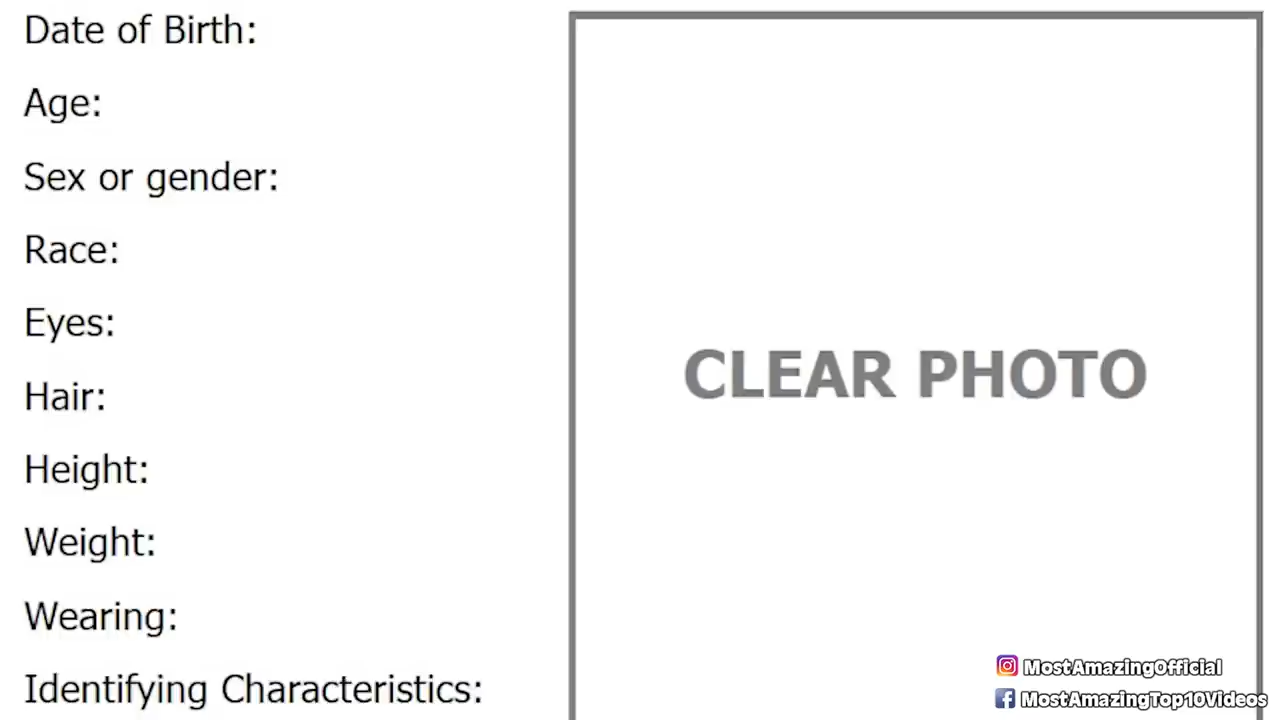 Date of Birth:
Age:
Sex or gender:
Race:
Eyes:
Hair:
Height:
Weight:
Wearing:
Identifying Characteristics:
CLEAR PHOTO
MostAmazingOfficial
MostAmazingTop10Videos